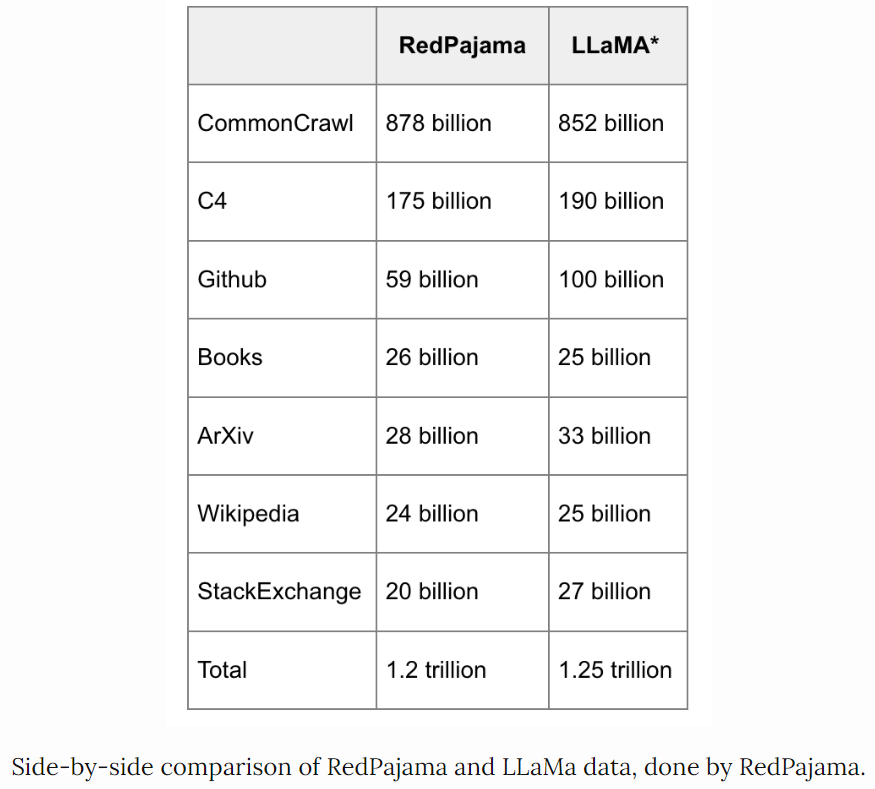 RedPajama LLaMA*
CommonCrawl 878 billion 852 billion
C4 175 billion 190 billion
Github 59 billion 100 billion
Books 26 billion 25 billion
ArXiv 28 billion 33 billion
Wikipedia 24 billion 25 billion
StackExchange 20 billion 27 billion
Total 1.2 trillion 1.25 trillion
Side-by-side comparison of RedPajama and LLaMa data, done by RedPajama.